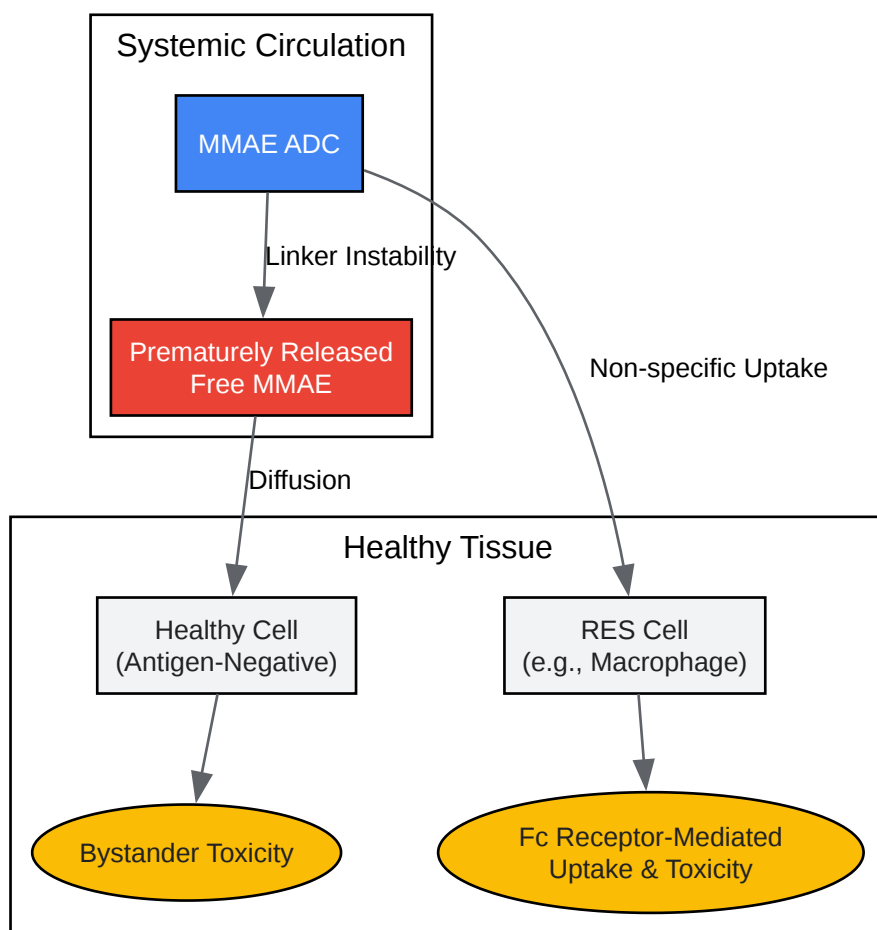 Systemic Circulation
MMAE ADC
Linker Instability
Prematurely Released
Free MMAE
Non-specific Uptake
Diffusion
Healthy Tissue
Healthy Cell
(Antigen-Negative)
RES Cell
(e.g., Macrophage)
Bystander Toxicity
Fc Receptor-Mediated
Uptake & Toxicity